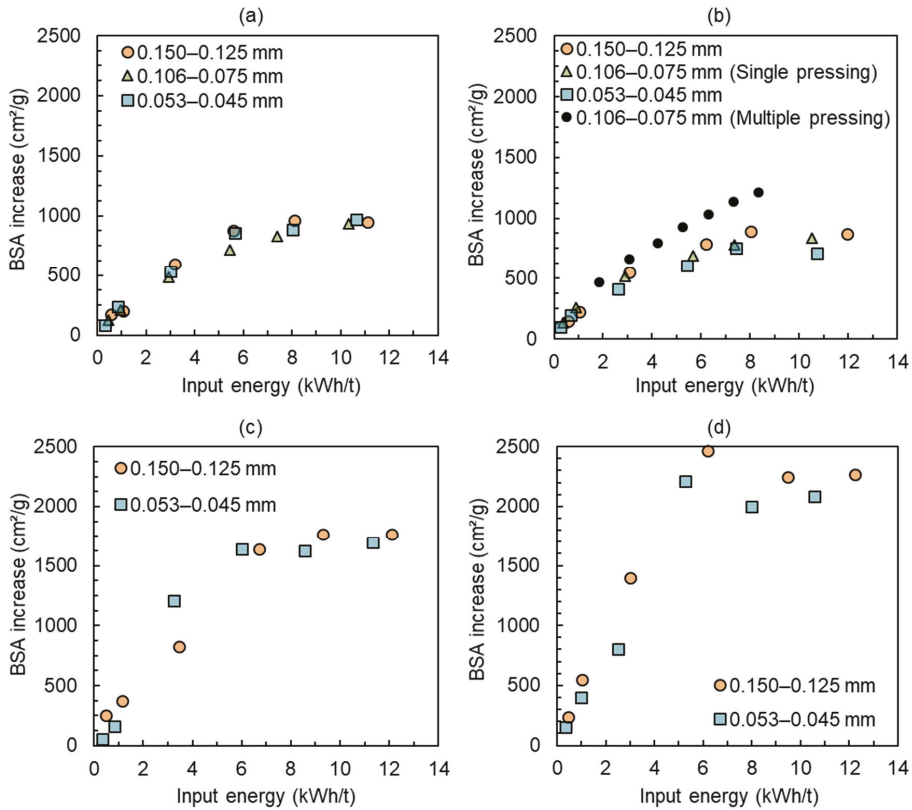 (a)
BSA increase (cm²/g)
2500
2000
1500
1000
500
0
0.150–0.125 mm
0.106–0.075 mm
0.053–0.045 mm
0 2 4 6 8 10 12 14
Input energy (kWh/t)
(b)
BSA increase (cm²/g)
2500
2000
1500
1000
500
0
0.150–0.125 mm
0.106–0.075 mm (Single pressing)
0.053–0.045 mm
0.106–0.075 mm (Multiple pressing)
0 2 4 6 8 10 12 14
Input energy (kWh/t)
(c)
BSA increase (cm²/g)
2500
2000
1500
1000
500
0
0.150–0.125 mm
0.053–0.045 mm
0 2 4 6 8 10 12 14
Input energy (kWh/t)
(d)
BSA increase (cm²/g)
2500
2000
1500
1000
500
0
0.150–0.125 mm
0.053–0.045 mm
0 2 4 6 8 10 12 14
Input energy (kWh/t)